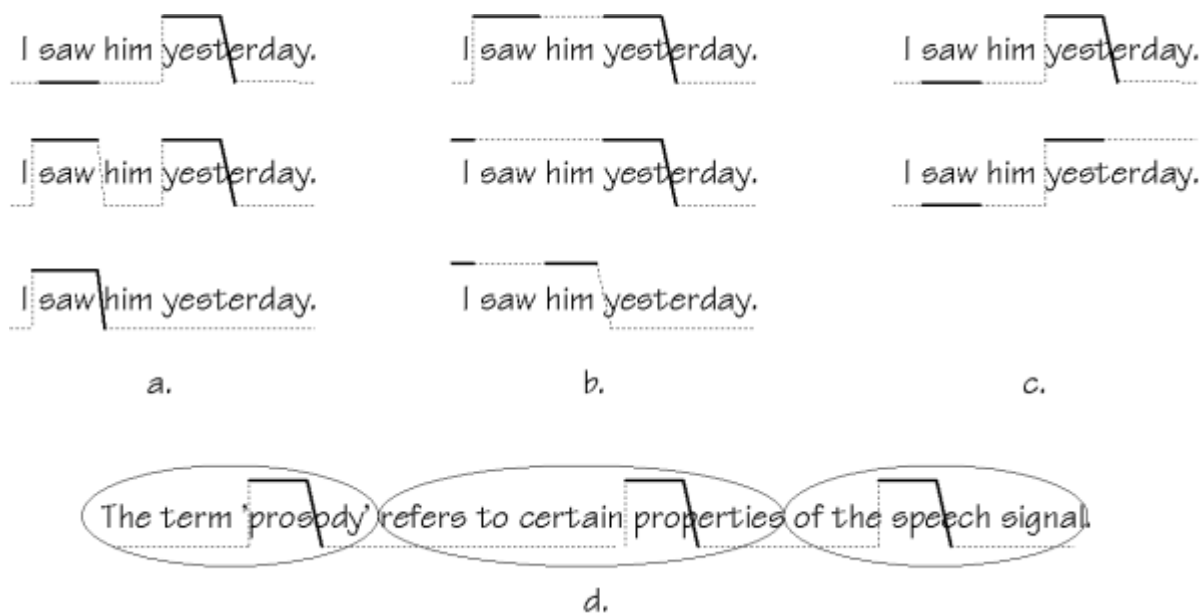 I saw him yesterday.
I saw him yesterday.
I saw him yesterday.
a.
I saw him yesterday.
I saw him yesterday.
I saw him yesterday.
b.
I saw him yesterday.
I saw him yesterday.
c.
The term 'prosody' refers to certain properties of the speech signal.
d.